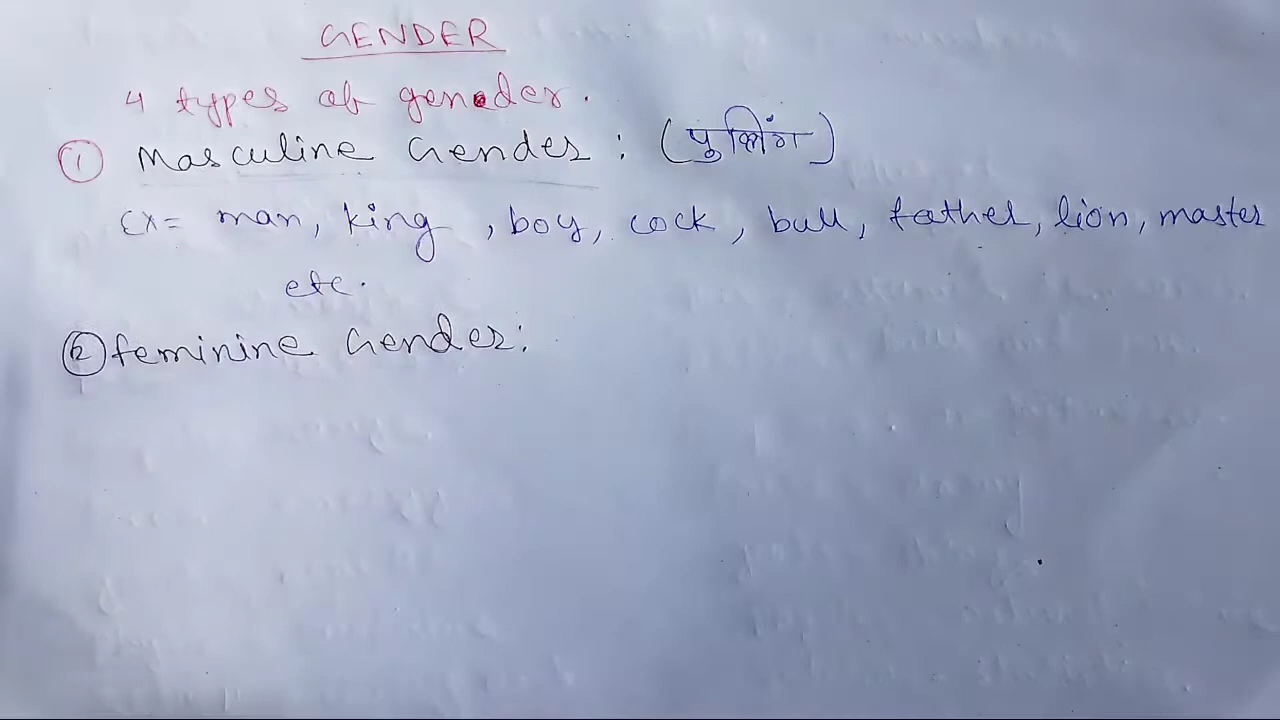 GENDER
4 types of gender.
① Masculine Gender : (पुलिंग)
Ex= man, king, boy, cock, bull, father, lion, master
etc.
② feminine Gender: